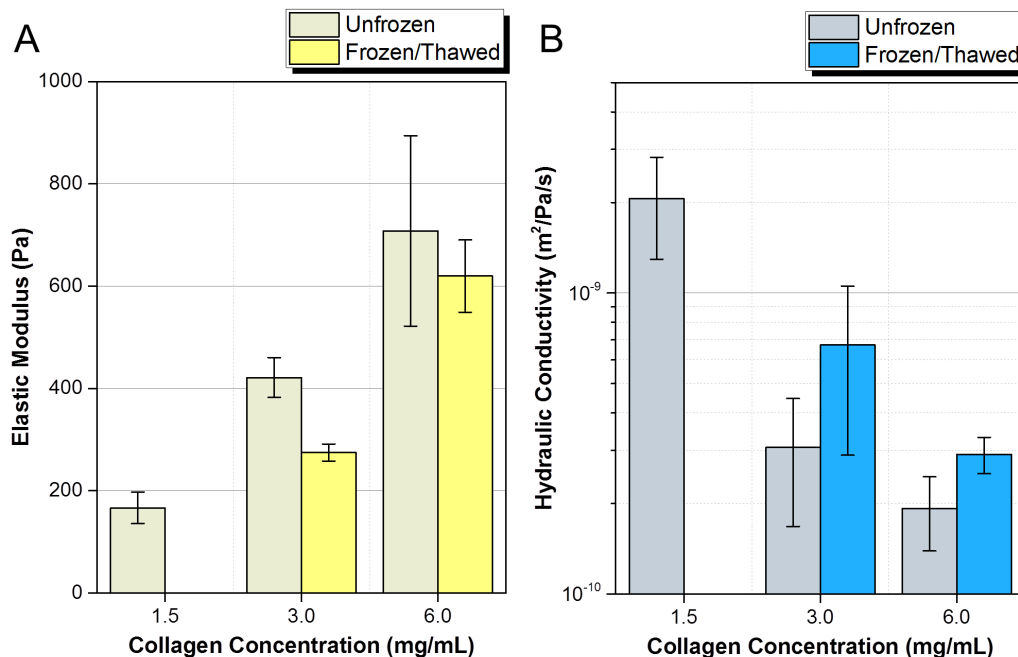 A
Unfrozen
Frozen/Thawed
1000
800
600
400
200
0
Elastic Modulus (Pa)
1.5
3.0
6.0
Collagen Concentration (mg/mL)
B
Unfrozen
Frozen/Thawed
10⁻⁹
10⁻¹⁰
Hydraulic Conductivity (m²/Pa/s)
1.5
3.0
6.0
Collagen Concentration (mg/mL)